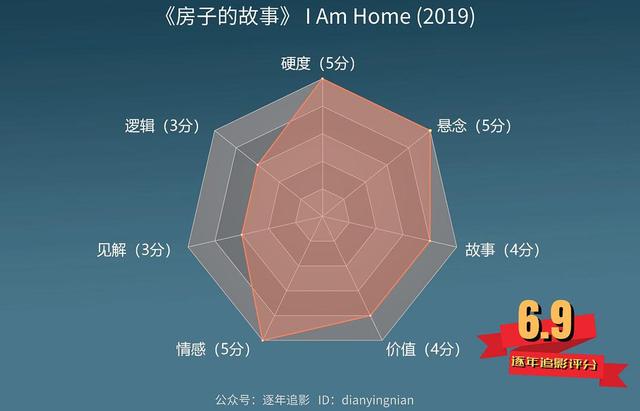 《房子的故事》 I Am Home (2019)
硬度（5分）
逻辑（3分）
悬念（5分）
见解（3分）
故事（4分）
情感（5分）
价值（4分）
6.9
逐年追影评分
公众号：逐年追影 ID：dianyingnian